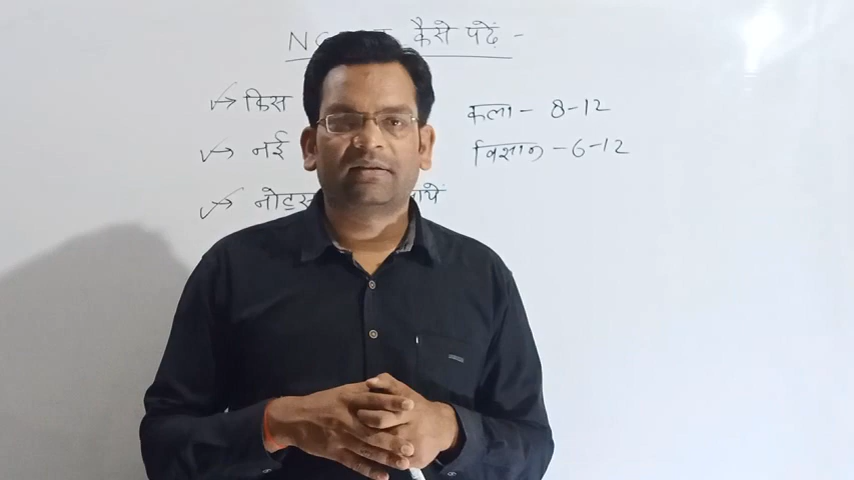 कैसे पढ़ें -
→ किस
कला - 8-12
→ नई
विज्ञान - 6-12
→